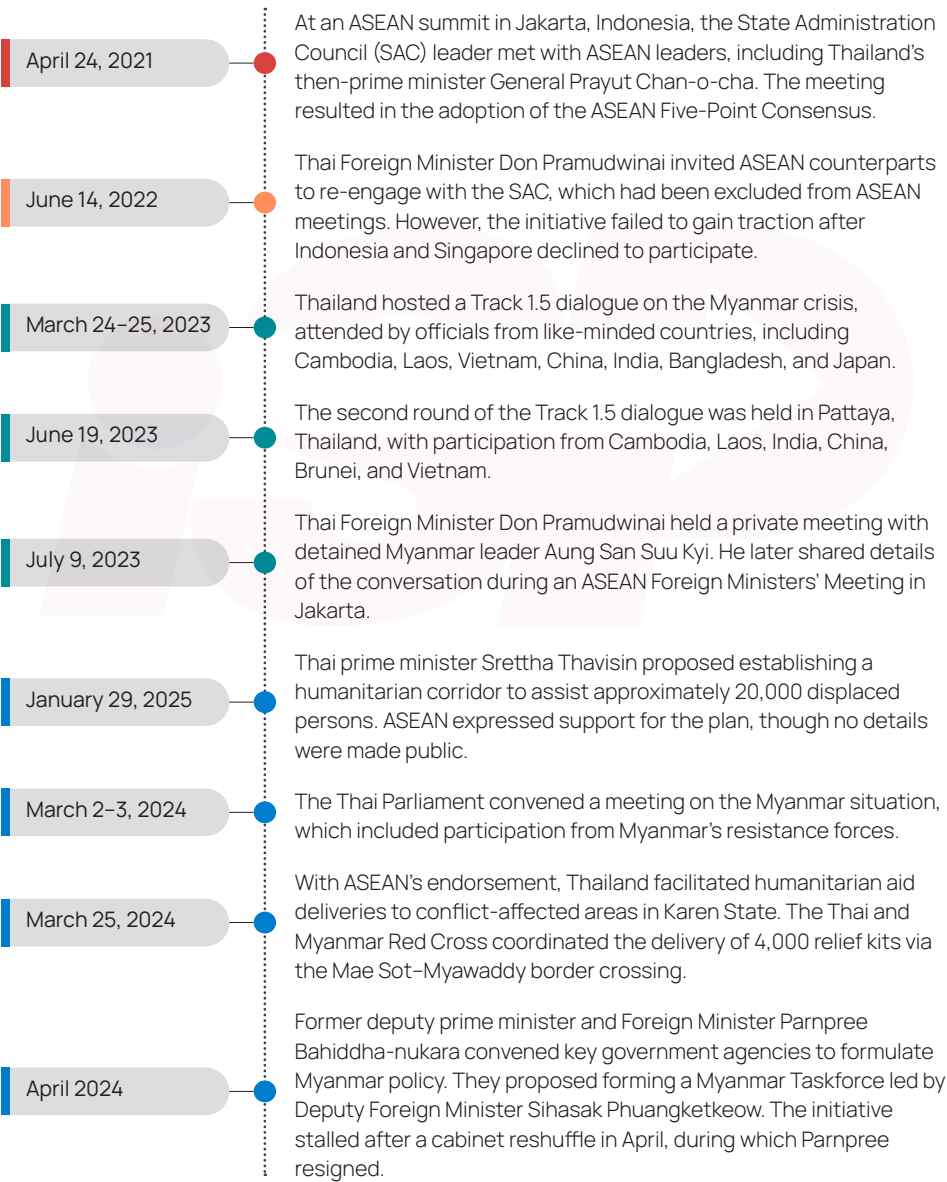 April 24, 2021
At an ASEAN summit in Jakarta, Indonesia, the State Administration
Council (SAC) leader met with ASEAN leaders, including Thailand's
then-prime minister General Prayut Chan-o-cha. The meeting
resulted in the adoption of the ASEAN Five-Point Consensus.
June 14, 2022
Thai Foreign Minister Don Pramudwinai invited ASEAN counterparts
to re-engage with the SAC, which had been excluded from ASEAN
meetings. However, the initiative failed to gain traction after
Indonesia and Singapore declined to participate.
March 24–25, 2023
Thailand hosted a Track 1.5 dialogue on the Myanmar crisis,
attended by officials from like-minded countries, including
Cambodia, Laos, Vietnam, China, India, Bangladesh, and Japan.
June 19, 2023
The second round of the Track 1.5 dialogue was held in Pattaya,
Thailand, with participation from Cambodia, Laos, India, China,
Brunei, and Vietnam.
July 9, 2023
Thai Foreign Minister Don Pramudwinai held a private meeting with
detained Myanmar leader Aung San Suu Kyi. He later shared details
of the conversation during an ASEAN Foreign Ministers' Meeting in
Jakarta.
January 29, 2025
Thai prime minister Srettha Thavisin proposed establishing a
humanitarian corridor to assist approximately 20,000 displaced
persons. ASEAN expressed support for the plan, though no details
were made public.
March 2–3, 2024
The Thai Parliament convened a meeting on the Myanmar situation,
which included participation from Myanmar's resistance forces.
March 25, 2024
With ASEAN's endorsement, Thailand facilitated humanitarian aid
deliveries to conflict-affected areas in Karen State. The Thai and
Myanmar Red Cross coordinated the delivery of 4,000 relief kits via
the Mae Sot–Myawaddy border crossing.
April 2024
Former deputy prime minister and Foreign Minister Parnpree
Bahiddha-nukara convened key government agencies to formulate
Myanmar policy. They proposed forming a Myanmar Taskforce led by
Deputy Foreign Minister Sihasak Phuangketkeow. The initiative
stalled after a cabinet reshuffle in April, during which Parnpree
resigned.
iSP